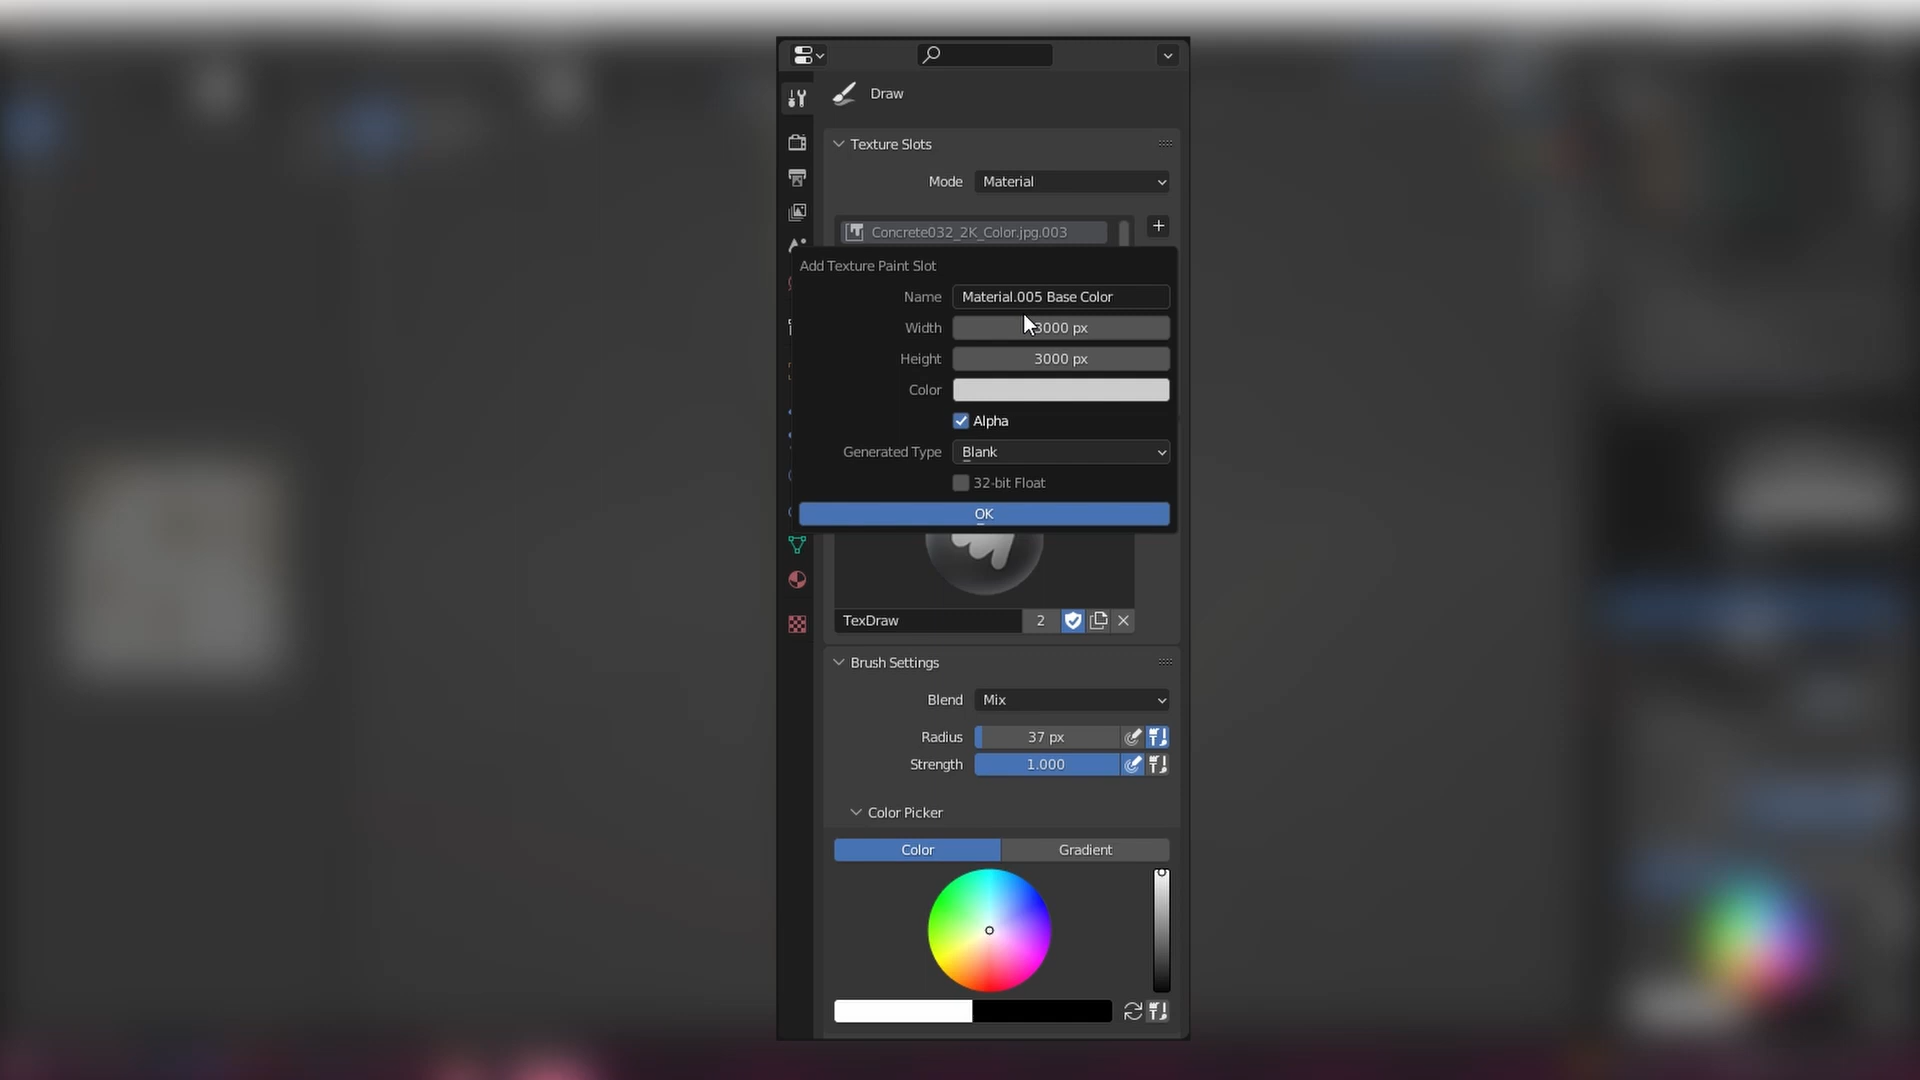 Draw
Texture Slots
Mode Material
Concrete032_2K_Color.jpg.003
Add Texture Paint Slot
Name Material.005 Base Color
Width 3000 px
Height 3000 px
Color
Alpha
Generated Type Blank
32-bit Float
OK
TexDraw 2
Brush Settings
Blend Mix
Radius 37 px
Strength 1.000
Color Picker
Color Gradient